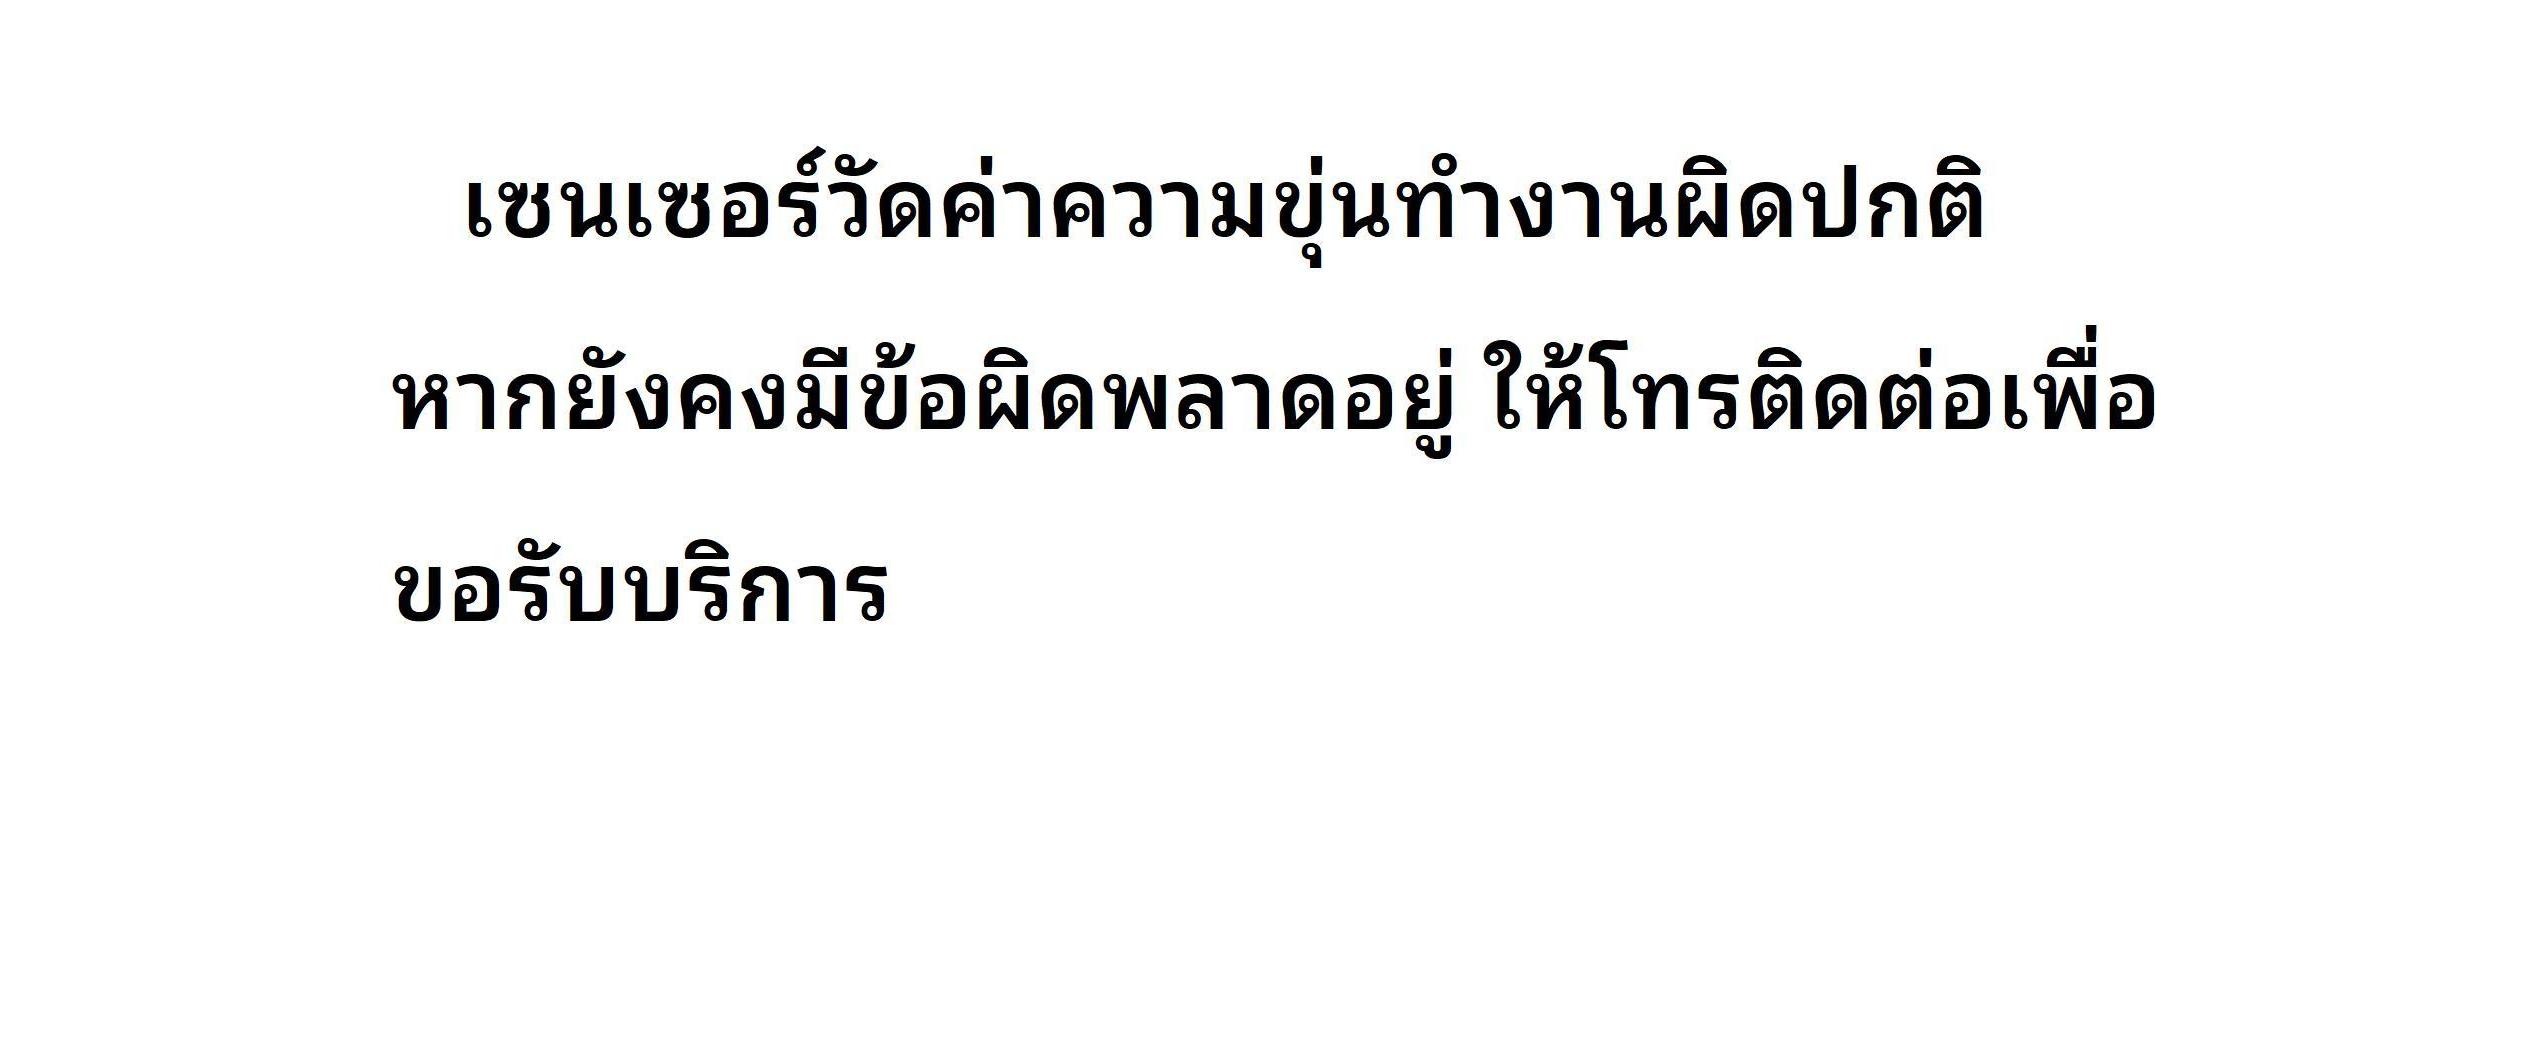 เซนเซอร์วัดค่าความขุ่นทำงานผิดปกติ
หากยังคงมีข้อผิดพลาดอยู่ ให้โทรติดต่อเพื่อ
ขอรับบริการ